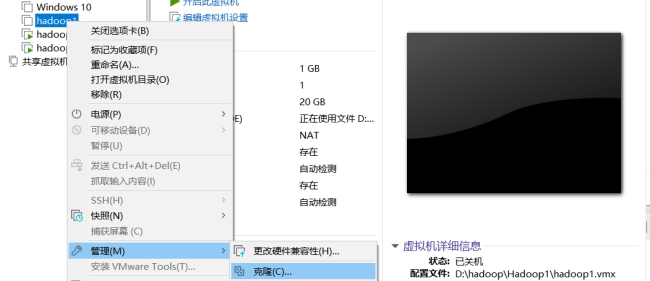 Windows 10
hadoop1
hadoop
hadoop
共享虚拟机
开启此虚拟机
编辑虚拟机设置
关闭选项卡(B)
标记为收藏项(F)
重命名(A)...
打开虚拟机目录(O)
移除(R)
电源(P)
可移动设备(D)
暂停(U)
发送 Ctrl+Alt+Del(E)
抓取输入内容(I)
SSH(H)
快照(N)
捕获屏幕 (C)
管理(M)
安装 VMware Tools(T)...
更改硬件兼容性(H)...
克隆(C)...
1 GB
1
20 GB
正在使用文件 D:...
NAT
存在
自动检测
存在
自动检测
虚拟机详细信息
状态: 已关机
配置文件: D:\hadoop\Hadoop1\hadoop1.vmx